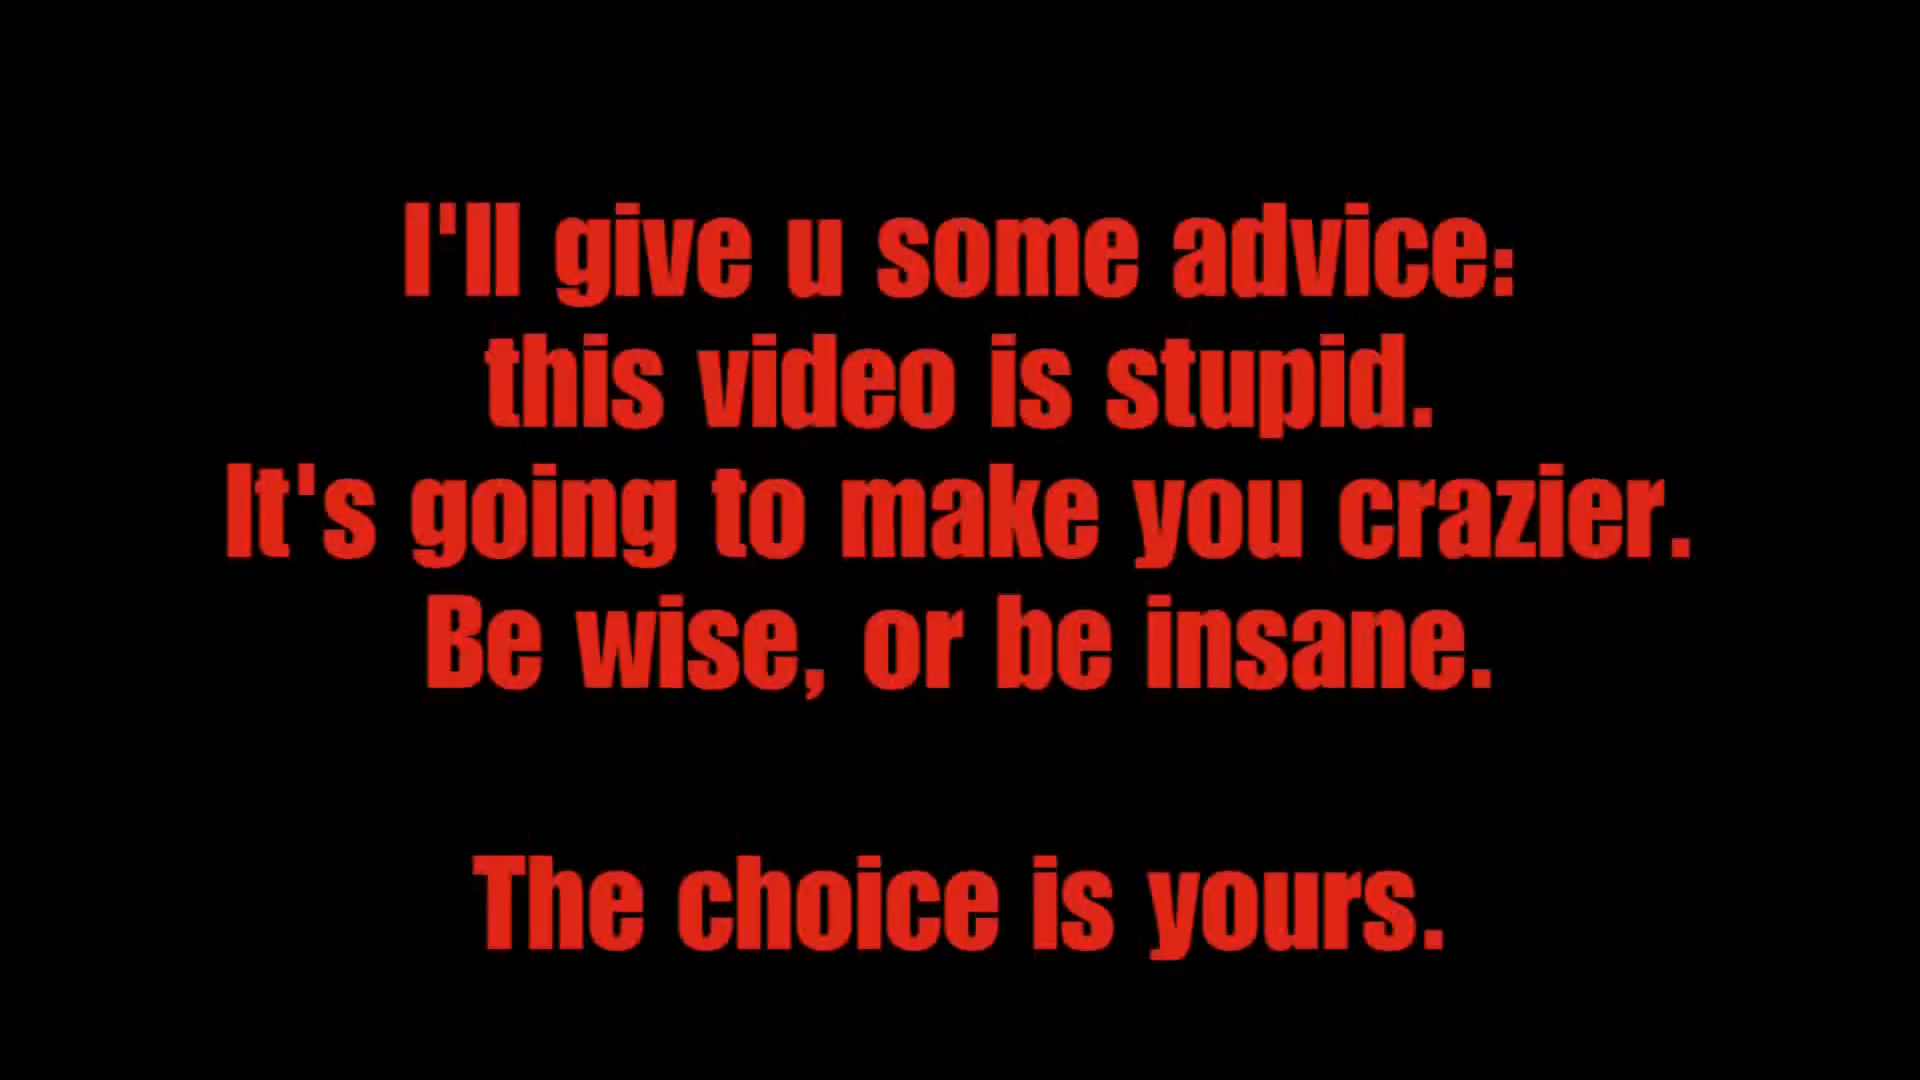 I'll give u some advice:
this video is stupid.
It's going to make you crazier.
Be wise, or be insane.
The choice is yours.